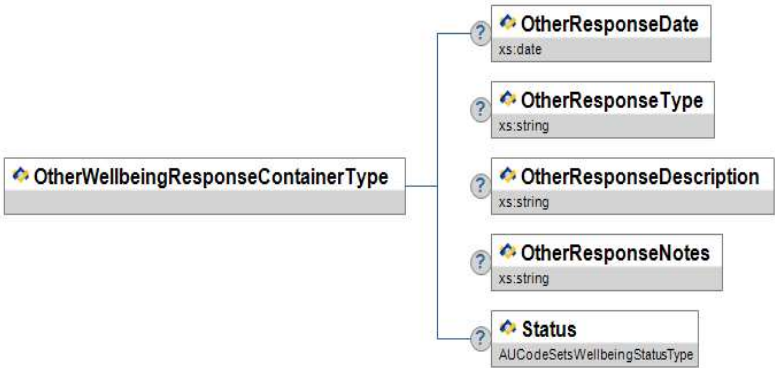 ?
OtherResponseDate
xs:date
?
OtherResponseType
xs:string
OtherWellbeingResponseContainerType
?
OtherResponseDescription
xs:string
?
OtherResponseNotes
xs:string
?
Status
AUCodeSetsWellbeingStatusType